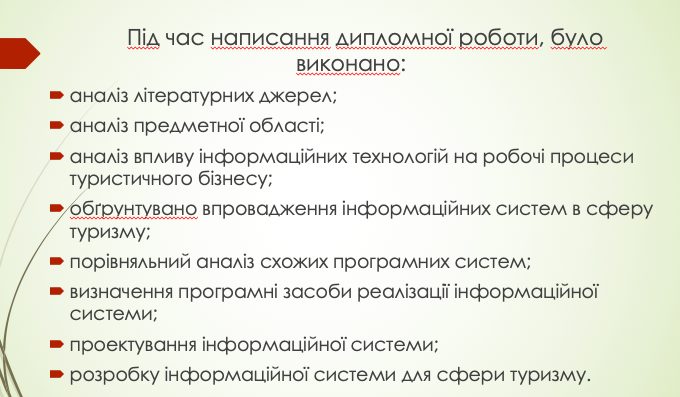 Під час написання дипломної роботи, було
виконано:
аналіз літературних джерел;
аналіз предметної області;
аналіз впливу інформаційних технологій на робочі процеси
туристичного бізнесу;
обґрунтувано впровадження інформаційних систем в сферу
туризму;
порівняльний аналіз схожих програмних систем;
визначення програмні засоби реалізації інформаційної
системи;
проектування інформаційної системи;
розробку інформаційної системи для сфери туризму.